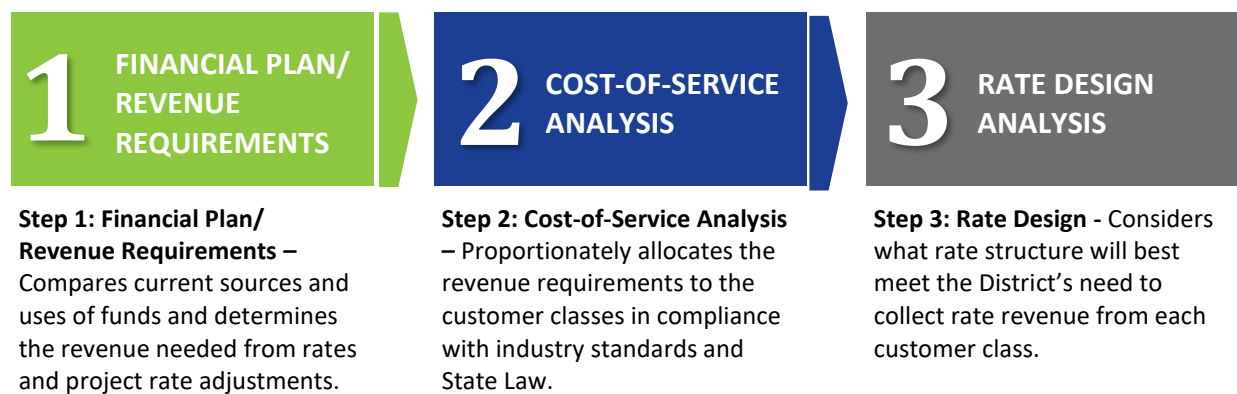 1
FINANCIAL PLAN/
REVENUE
REQUIREMENTS
2
COST-OF-SERVICE
ANALYSIS
3
RATE DESIGN
ANALYSIS
Step 1: Financial Plan/
Revenue Requirements –
Compares current sources and
uses of funds and determines
the revenue needed from rates
and project rate adjustments.
Step 2: Cost-of-Service Analysis
– Proportionately allocates the
revenue requirements to the
customer classes in compliance
with industry standards and
State Law.
Step 3: Rate Design - Considers
what rate structure will best
meet the District’s need to
collect rate revenue from each
customer class.